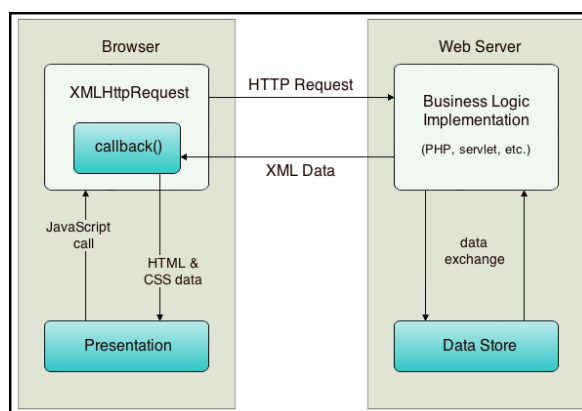 Browser
Web Server
XMLHttpRequest
HTTP Request
Business Logic
Implementation
(PHP, servlet, etc.)
callback()
XML Data
JavaScript
call
HTML &
CSS data
data
exchange
Presentation
Data Store